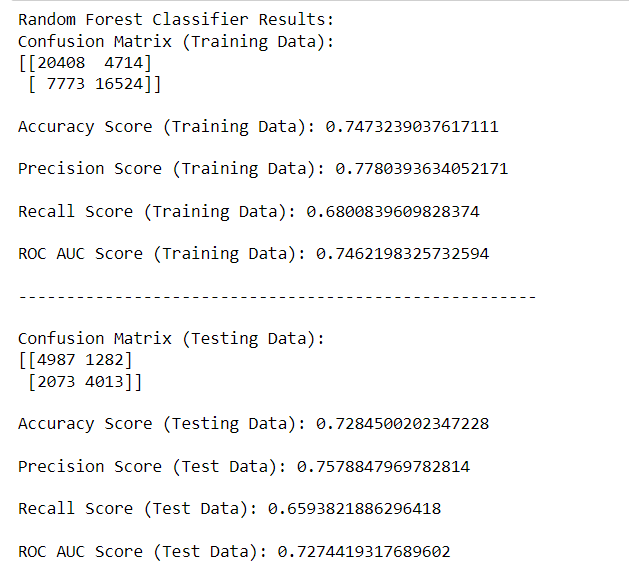 Random Forest Classifier Results:
Confusion Matrix (Training Data):
[[20408  4714]
 [ 7773 16524]]
Accuracy Score (Training Data): 0.7473239037617111
Precision Score (Training Data): 0.7780393634052171
Recall Score (Training Data): 0.6800839609828374
ROC AUC Score (Training Data): 0.7462198325732594
------------------------------------------------------
Confusion Matrix (Testing Data):
[[4987 1282]
 [2073 4013]]
Accuracy Score (Testing Data): 0.7284500202347228
Precision Score (Test Data): 0.7578847969782814
Recall Score (Test Data): 0.6593821886296418
ROC AUC Score (Test Data): 0.7274419317689602